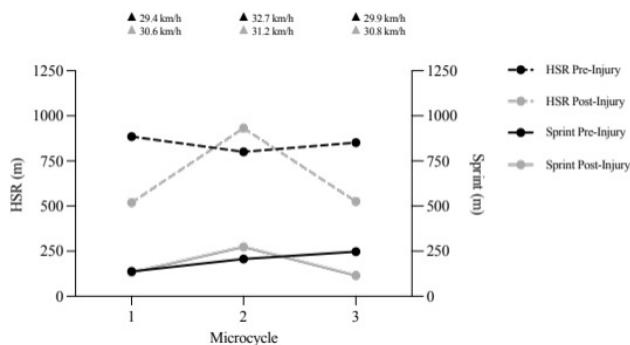 ▲ 29.4 km/h ▲ 32.7 km/h ▲ 29.9 km/h
▲ 30.6 km/h ▲ 31.2 km/h ▲ 30.8 km/h
1250 1250
1000 1000
750 750
500 500
250 250
0 0
HSR (m)
Sprint (m)
1 2 3
Microcycle
HSR Pre-Injury
HSR Post-Injury
Sprint Pre-Injury
Sprint Post-Injury